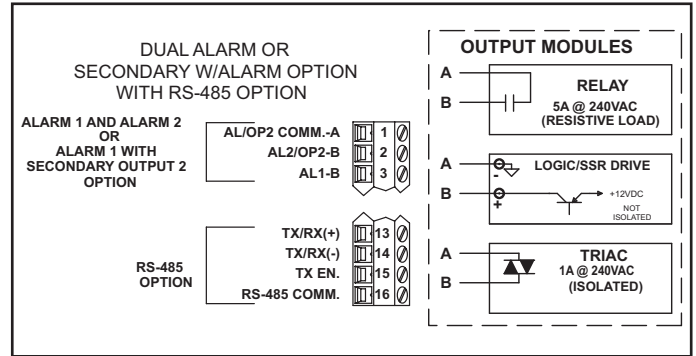 DUAL ALARM OR
SECONDARY W/ALARM OPTION
WITH RS-485 OPTION
ALARM 1 AND ALARM 2
OR
ALARM 1 WITH
SECONDARY OUTPUT 2
OPTION
AL/OP2 COMM.-A 1
AL2/OP2-B 2
AL1-B 3
RS-485
OPTION
TX/RX(+) 13
TX/RX(-) 14
TX EN. 15
RS-485 COMM. 16
OUTPUT MODULES
A
B
RELAY
5A @ 240VAC
(RESISTIVE LOAD)
A
B
-
+
LOGIC/SSR DRIVE
+12VDC
NOT
ISOLATED
A
B
TRIAC
1A @ 240VAC
(ISOLATED)